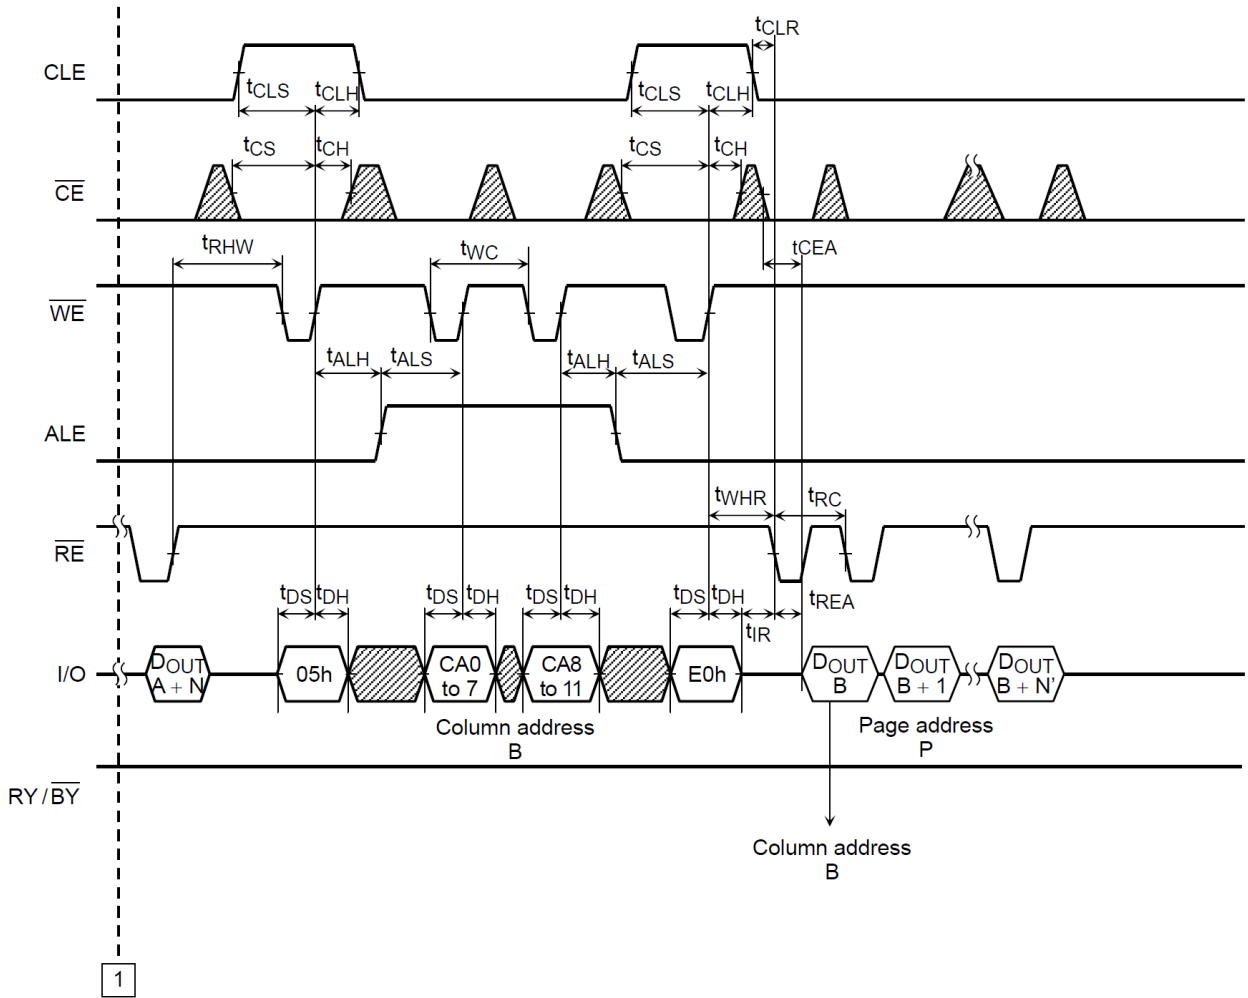 tCLR
CLE
tCLS tCLH tCLS tCLH
tCS tCH tCS tCH
CE
tRHW tWC tCEA
WE
tALH tALS tALH tALS
ALE
tWHR tRC
RE
tDS tDH tDS tDH tDS tDH tDS tDH tREA
tIR
I/O
DOUT
A + N
05h
CA0
to 7
CA8
to 11
E0h
DOUT
B
DOUT
B + 1
DOUT
B + N'
Column address
B
Page address
P
RY/BY
Column address
B
1